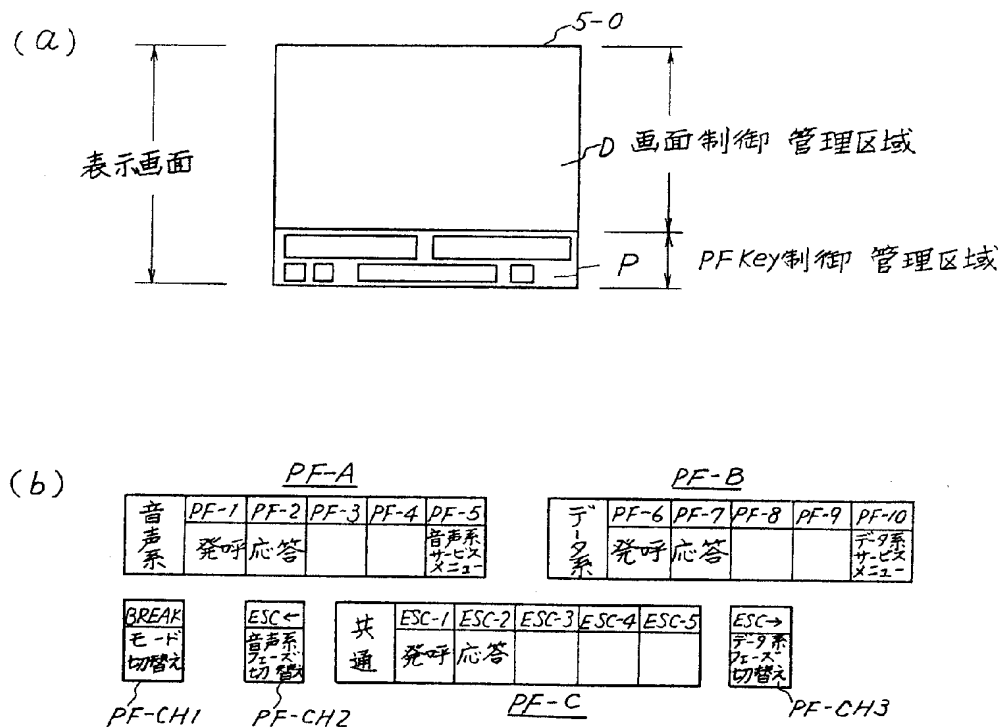 (a)
5-0
表示画面
D 画面制御 管理区域
P PFKey制御 管理区域
(b)
PF-A
音声系 PF-1 PF-2 PF-3 PF-4 PF-5
発呼 応答 音声系サービスメニュー
PF-B
データ系 PF-6 PF-7 PF-8 PF-9 PF-10
発呼 応答 データ系サービスメニュー
BREAK
モード
切替え
PF-CH1
ESC←
音声系
フェーズ
切替え
PF-CH2
共通 ESC-1 ESC-2 ESC-3 ESC-4 ESC-5
発呼 応答
PF-C
ESC→
データ系
フェーズ
切替え
PF-CH3